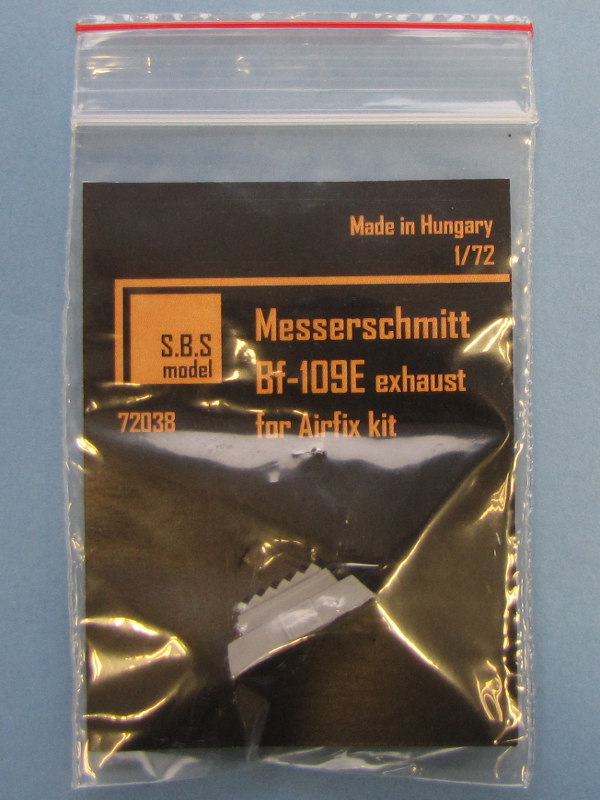 Made in Hungary
1/72
S.B.S
model
Messerschmitt
Bf-109E exhaust
for Airfix kit
72038